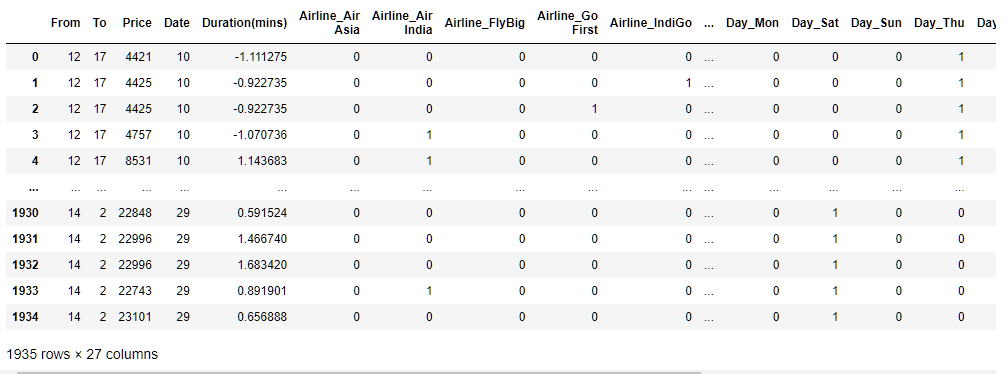 From To Price Date Duration(mins) Airline_Air Asia Airline_Air India Airline_FlyBig Airline_Go First Airline_IndiGo ... Day_Mon Day_Sat Day_Sun Day_Thu Day
0 12 17 4421 10 -1.111275 0 0 0 0 0 ... 0 0 0 1
1 12 17 4425 10 -0.922735 0 0 0 0 1 ... 0 0 0 1
2 12 17 4425 10 -0.922735 0 0 0 1 0 ... 0 0 0 1
3 12 17 4757 10 -1.070736 0 1 0 0 0 ... 0 0 0 1
4 12 17 8531 10 1.143683 0 1 0 0 0 ... 0 0 0 1
... ... ... ... ... ... ... ... ... ... ... ... ... ... ... ...
1930 14 2 22848 29 0.591524 0 0 0 0 0 ... 0 1 0 0
1931 14 2 22996 29 1.466740 0 0 0 0 0 ... 0 1 0 0
1932 14 2 22996 29 1.683420 0 0 0 0 0 ... 0 1 0 0
1933 14 2 22743 29 0.891901 0 1 0 0 0 ... 0 1 0 0
1934 14 2 23101 29 0.656888 0 0 0 0 0 ... 0 1 0 0
1935 rows × 27 columns